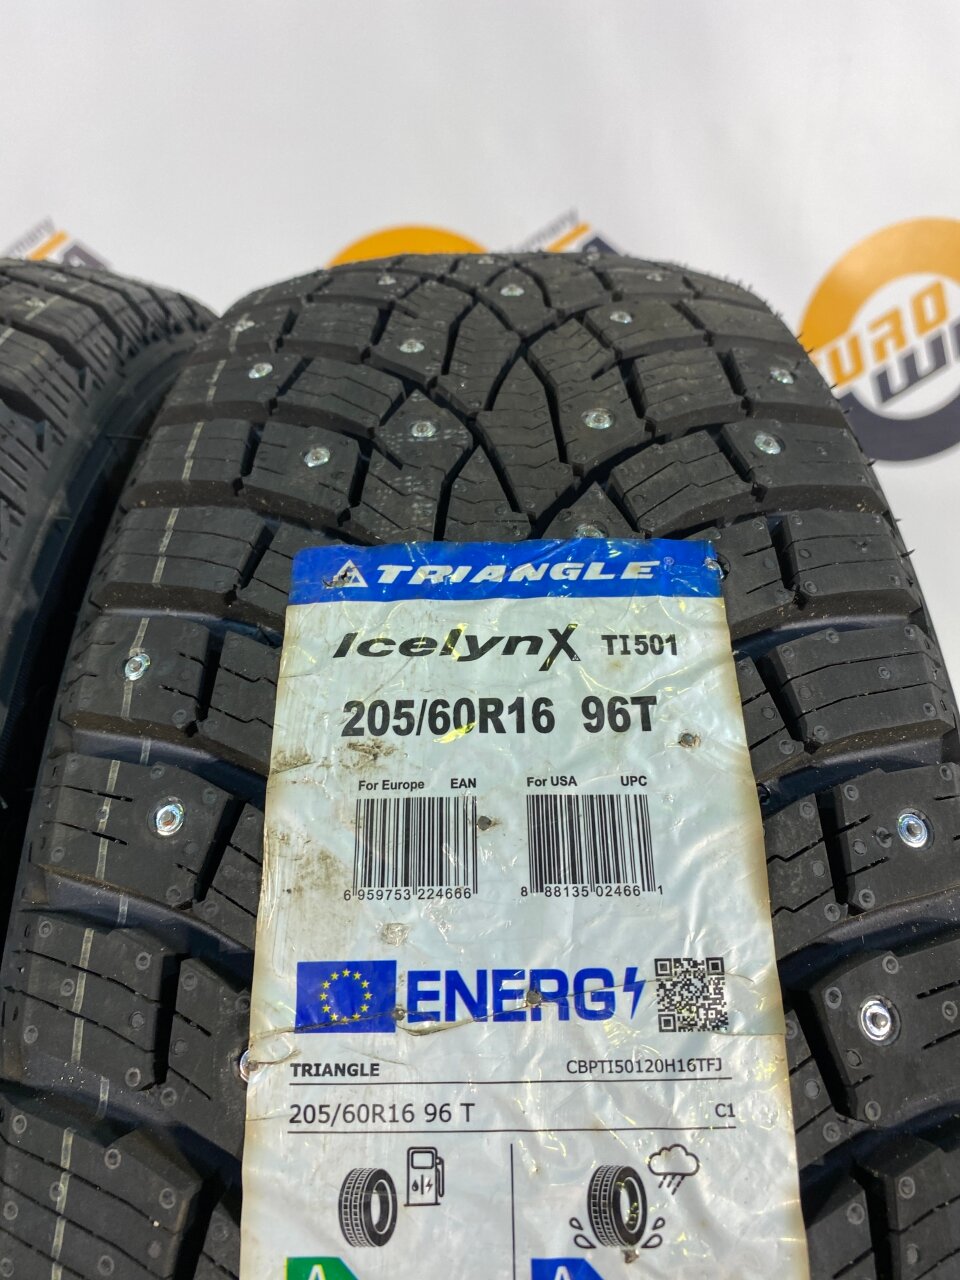 TRIANGLE
IcelynX TI501
205/60R16 96T
For Europe EAN For USA UPC
6 959753 224666 8 88135 02466 1
ENERG
TRIANGLE CBPTI50120H16TFJ
205/60R16 96 T C1
A A
URO